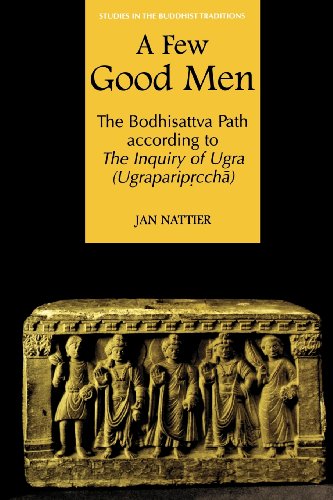 STUDIES IN THE BUDDHIST TRADITIONS
A Few
Good Men
The Bodhisattva Path
according to
The Inquiry of Ugra
(Ugraparipṛcchā)
JAN NATTIER